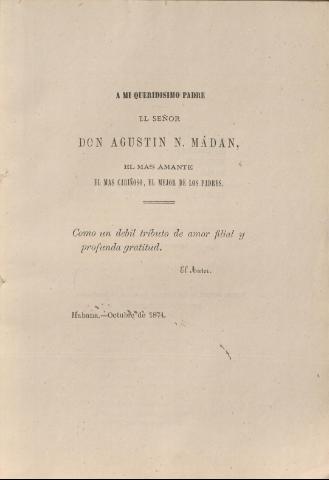 A MI QUERIDISIMO PADRE
EL SEÑOR
DON AGUSTIN N. MÁDAN,
EL MAS AMANTE
EL MAS CARIÑOSO, EL MEJOR DE LOS PADRES.
Como un debil tributo de amor filial y
profunda gratitud.
El Autor.
Habana.—Octubre de 1874.